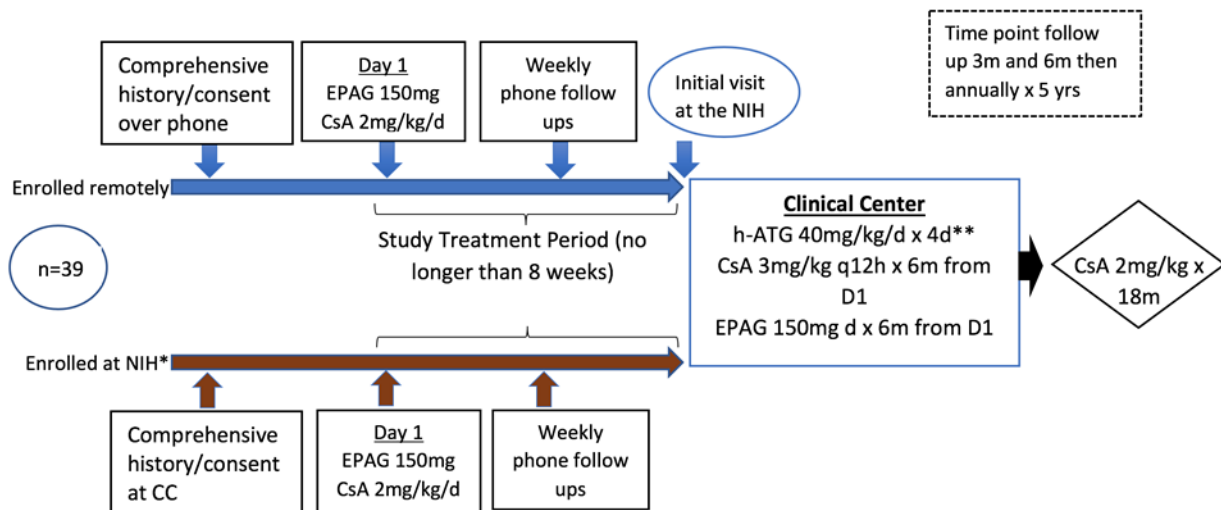 Comprehensive
history/consent
over phone
Day 1
EPAG 150mg
CsA 2mg/kg/d
Weekly
phone follow
ups
Initial visit
at the NIH
Time point follow
up 3m and 6m then
annually x 5 yrs
Enrolled remotely
n=39
Study Treatment Period (no
longer than 8 weeks)
Clinical Center
h-ATG 40mg/kg/d x 4d**
CsA 3mg/kg q12h x 6m from
D1
EPAG 150mg d x 6m from D1
CsA 2mg/kg x
18m
Enrolled at NIH*
Comprehensive
history/consent
at CC
Day 1
EPAG 150mg
CsA 2mg/kg/d
Weekly
phone follow
ups